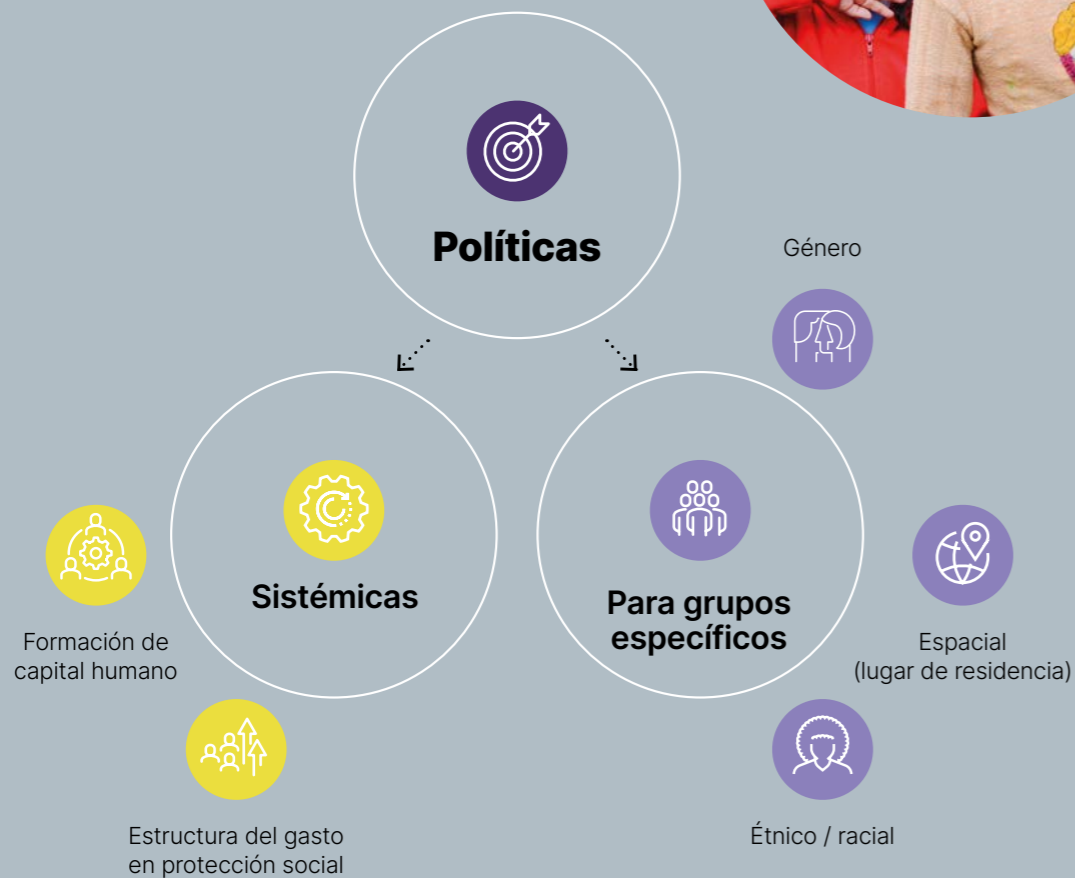 Políticas
Género
Sistémicas
Para grupos
específicos
Formación de
capital humano
Espacial
(lugar de residencia)
Estructura del gasto
en protección social
Étnico / racial